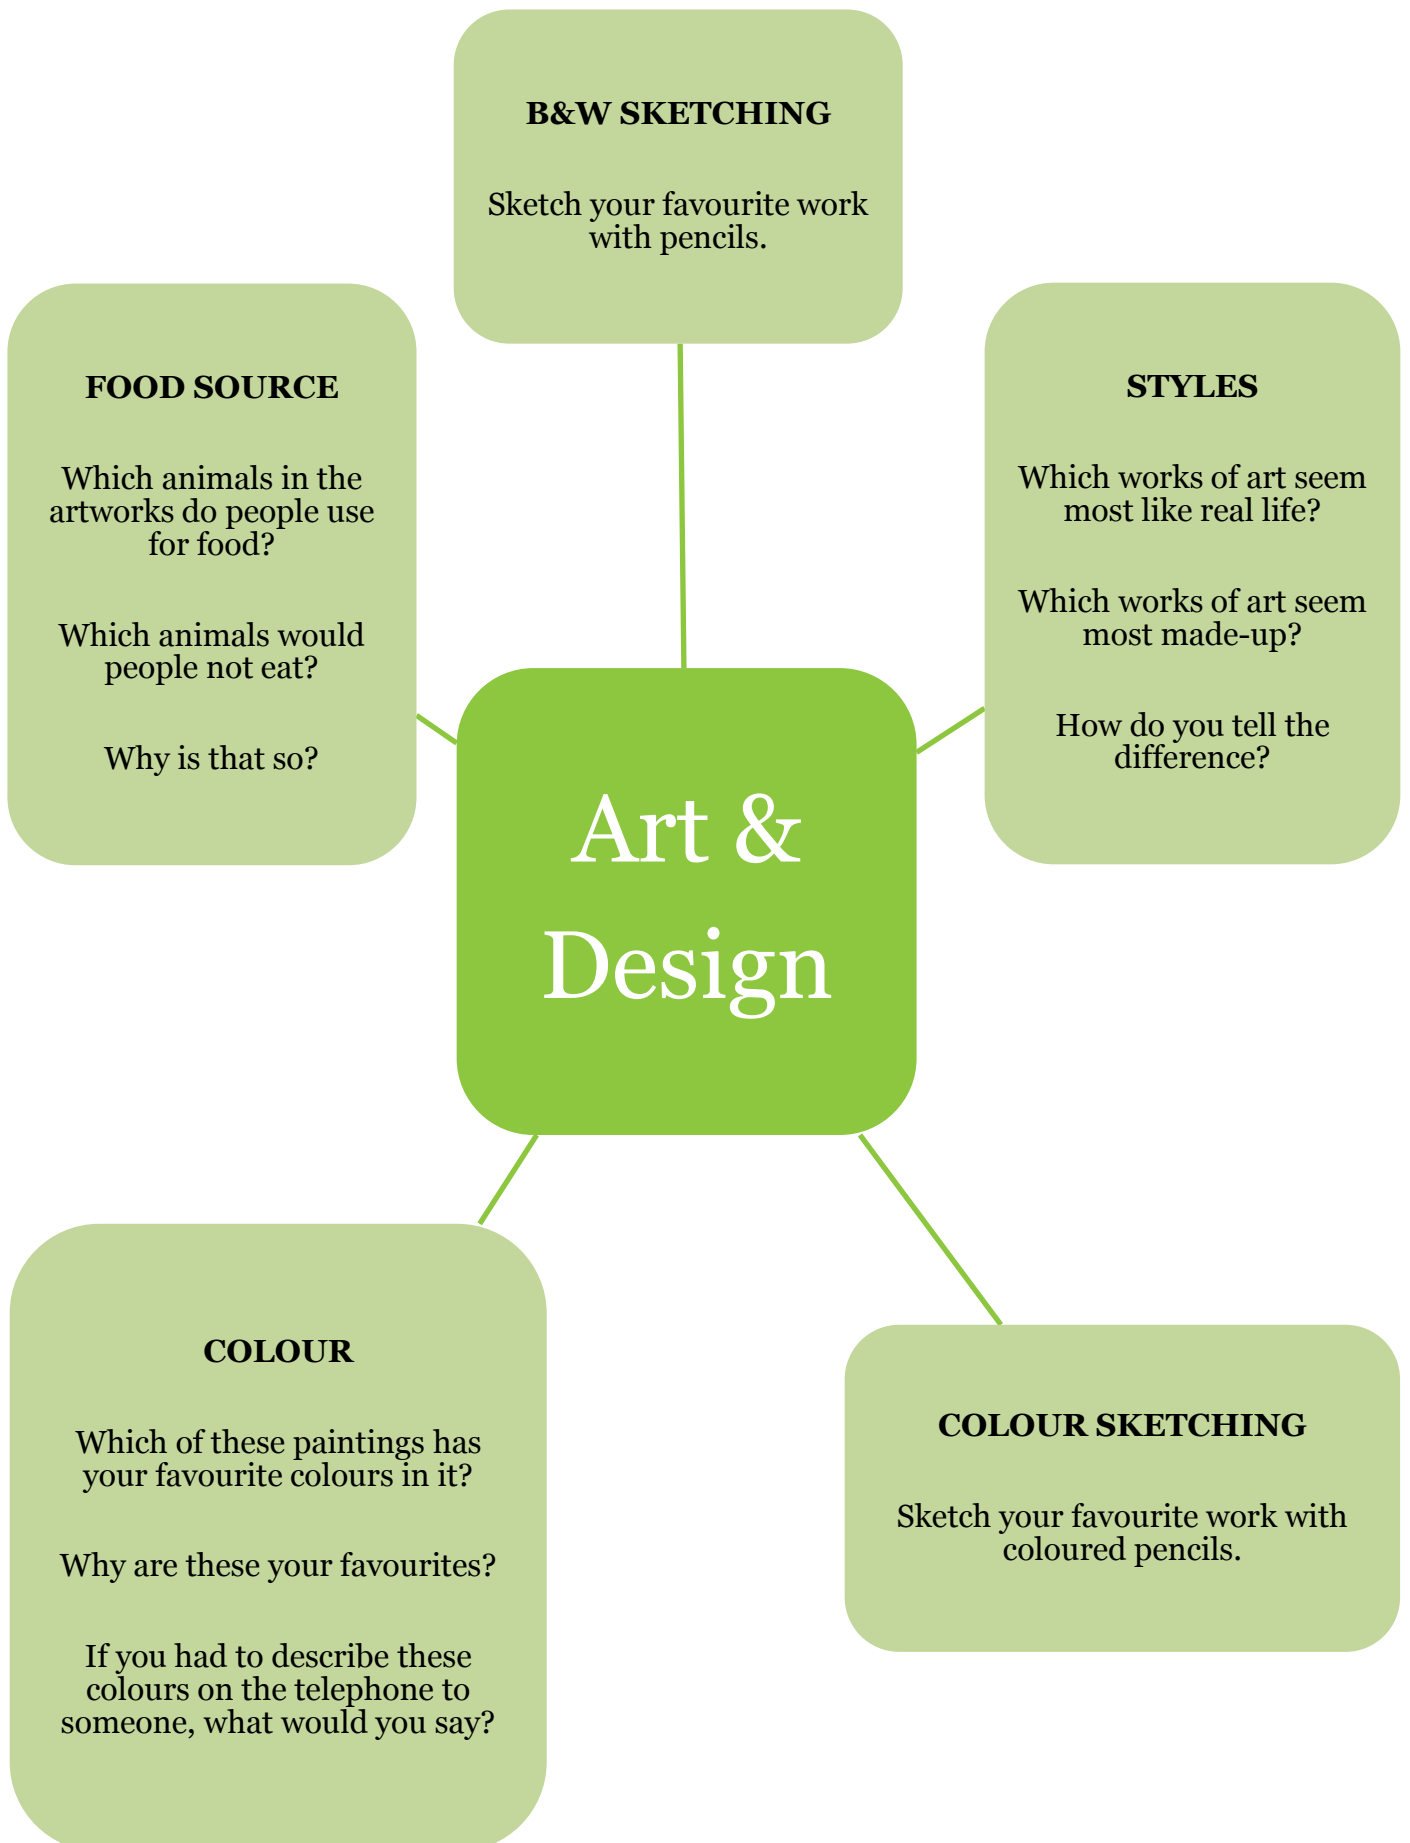 B&W SKETCHING
Sketch your favourite work
with pencils.
FOOD SOURCE
Which animals in the
artworks do people use
for food?
Which animals would
people not eat?
Why is that so?
STYLES
Which works of art seem
most like real life?
Which works of art seem
most made-up?
How do you tell the
difference?
Art &
Design
COLOUR
Which of these paintings has
your favourite colours in it?
Why are these your favourites?
If you had to describe these
colours on the telephone to
someone, what would you say?
COLOUR SKETCHING
Sketch your favourite work with
coloured pencils.